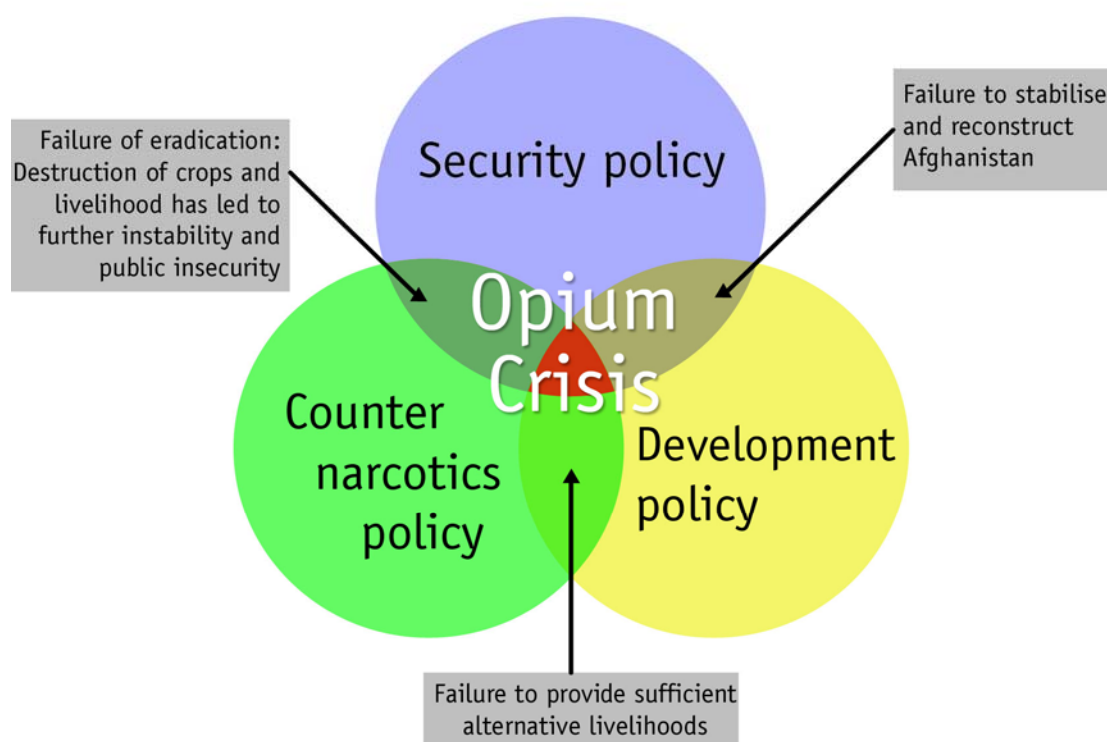 Security policy
Failure to stabilise
and reconstruct
Afghanistan
Failure of eradication:
Destruction of crops and
livelihood has led to
further instability and
public insecurity
Opium
Crisis
Counter
narcotics
policy
Development
policy
Failure to provide sufficient
alternative livelihoods